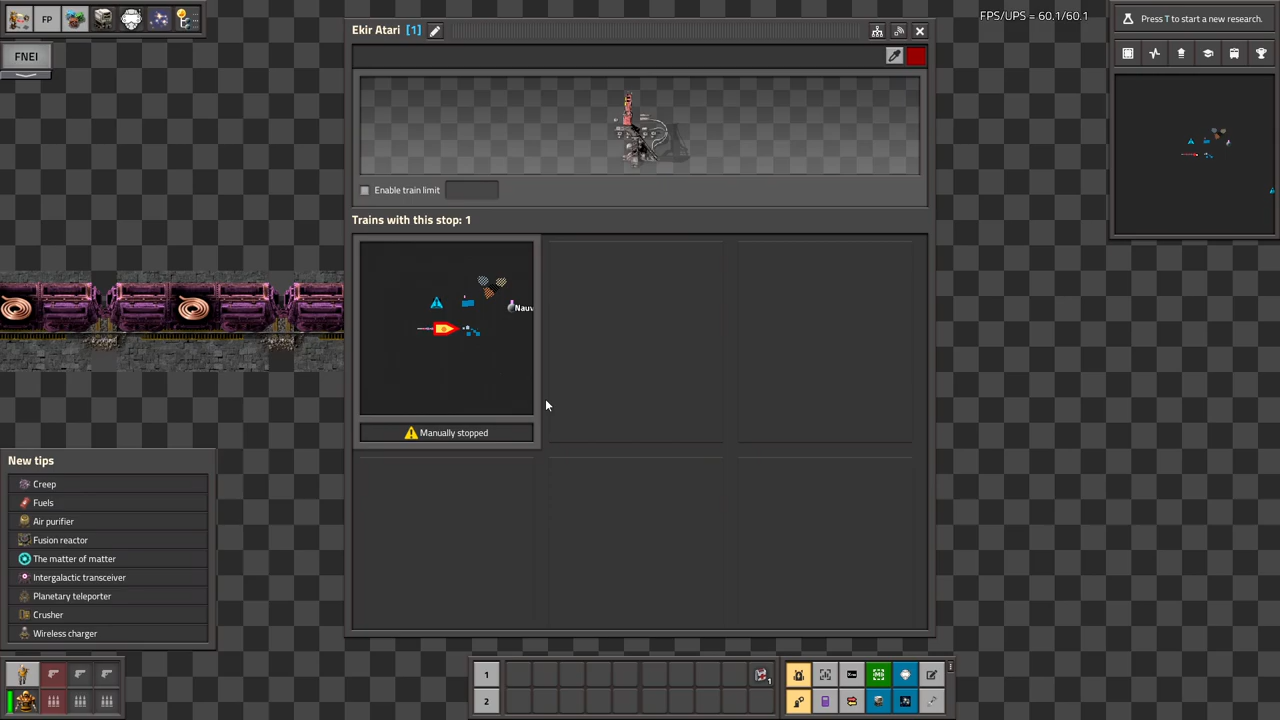 FP
FNEI
Ekir Atari [1]
FPS/UPS = 60.1/60.1
Press T to start a new research.
Enable train limit
Trains with this stop: 1
Nauv
Manually stopped
New tips
Creep
Fuels
Air purifier
Fusion reactor
The matter of matter
Intergalactic transceiver
Planetary teleporter
Crusher
Wireless charger
1
1
2